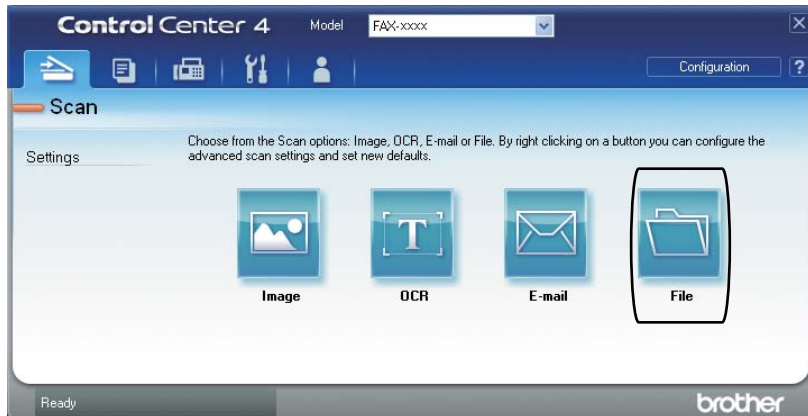 Control Center 4 Model FAX-xxxx
Configuration ?
Scan
Settings
Choose from the Scan options: Image, OCR, E-mail or File. By right clicking on a button you can configure the
advanced scan settings and set new defaults.
T
Image OCR E-mail File
Ready brother